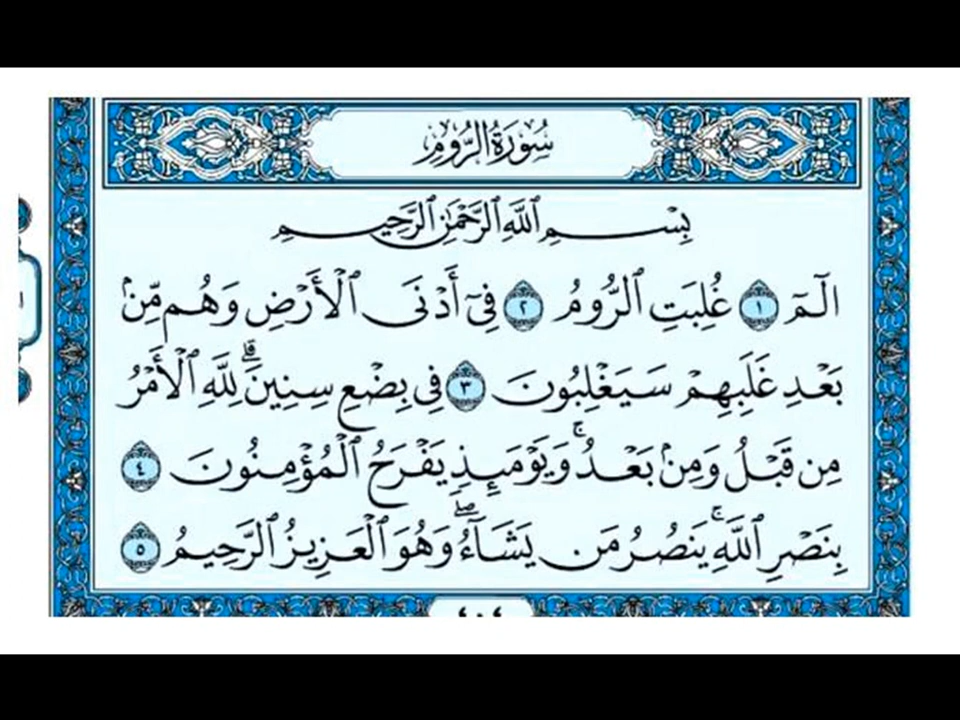 سُورَةُ الرُّومِ
بِسْمِ ٱللَّهِ ٱلرَّحْمَٰنِ ٱلرَّحِيمِ
الٓمٓ ١ غُلِبَتِ ٱلرُّومُ ٢ فِىٓ أَدْنَى ٱلْأَرْضِ وَهُم مِّنۢ
بَعْدِ غَلَبِهِمْ سَيَغْلِبُونَ ٣ فِى بِضْعِ سِنِينَ ۗ لِلَّهِ ٱلْأَمْرُ
مِن قَبْلُ وَمِنۢ بَعْدُ ۚ وَيَوْمَئِذٍ يَفْرَحُ ٱلْمُؤْمِنُونَ ٤
بِنَصْرِ ٱللَّهِ ۚ يَنصُرُ مَن يَشَآءُ ۖ وَهُوَ ٱلْعَزِيزُ ٱلرَّحِيمُ ٥
٤٠٤